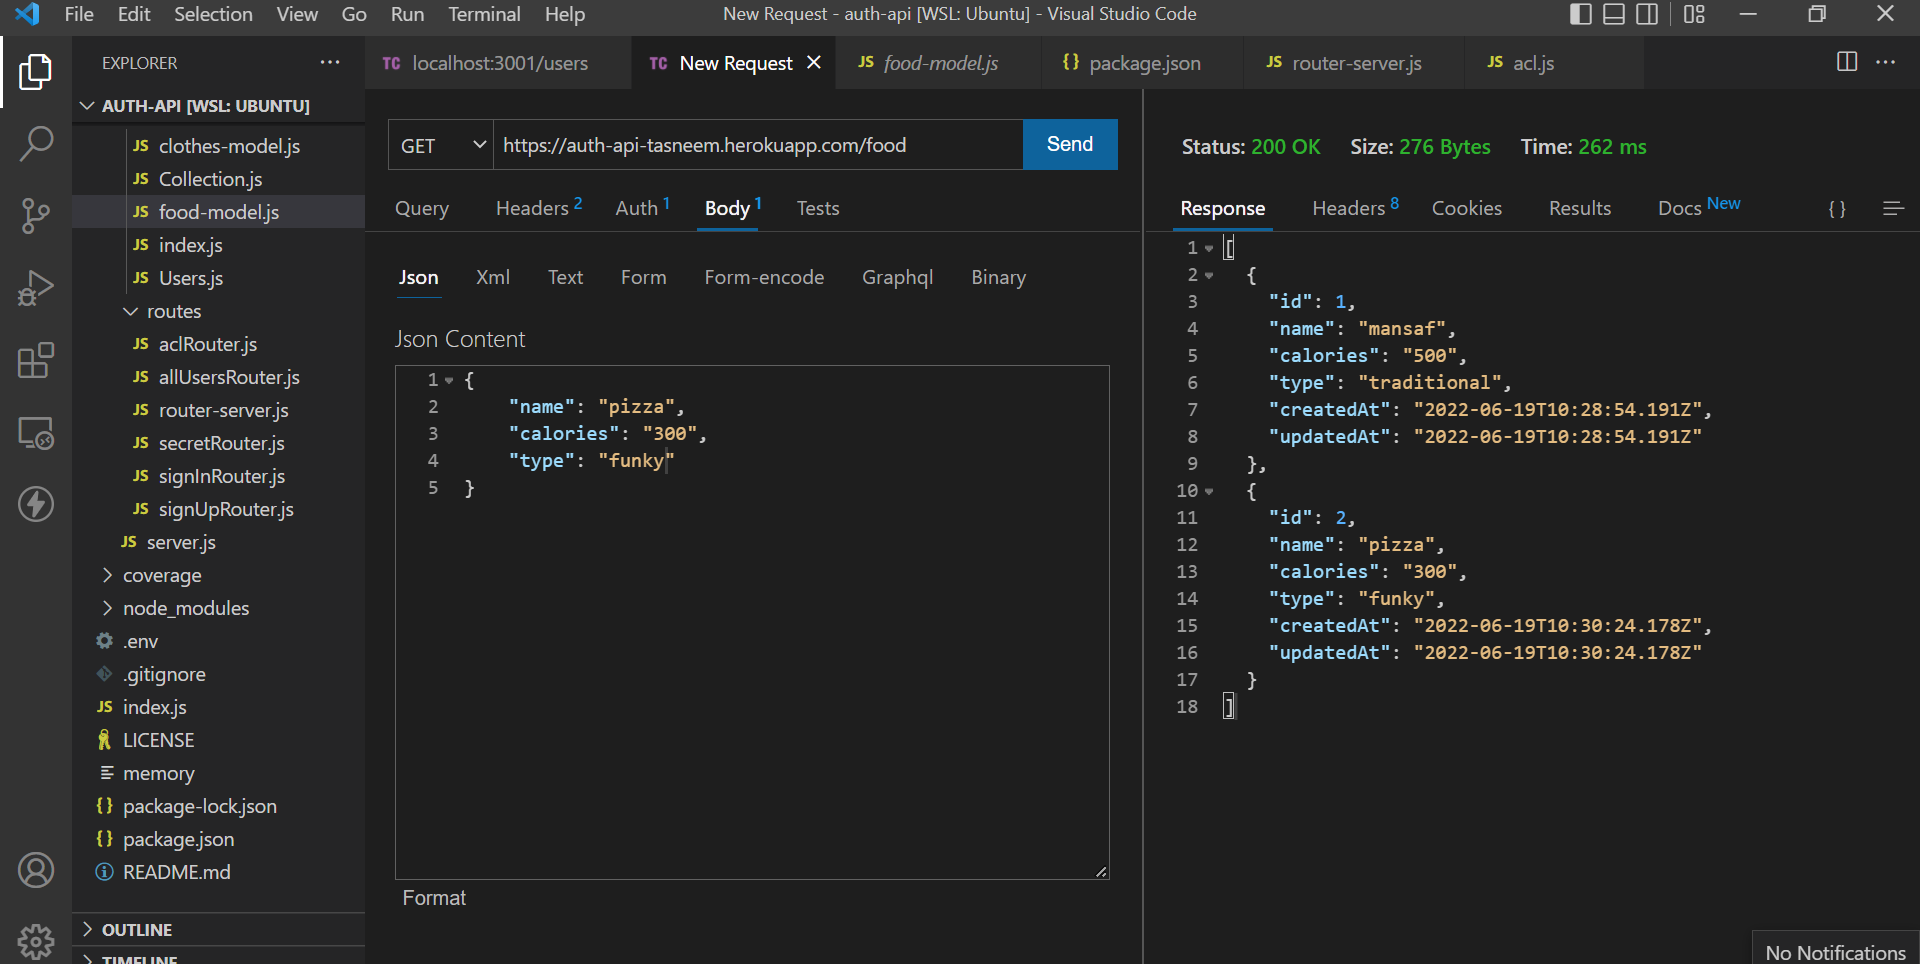 File Edit Selection View Go Run Terminal Help
New Request - auth-api [WSL: Ubuntu] - Visual Studio Code
EXPLORER
AUTH-API [WSL: UBUNTU]
JS clothes-model.js
JS Collection.js
JS food-model.js
JS index.js
JS Users.js
routes
JS aclRouter.js
JS allUsersRouter.js
JS router-server.js
JS secretRouter.js
JS signInRouter.js
JS signUpRouter.js
JS server.js
coverage
node_modules
.env
.gitignore
JS index.js
LICENSE
memory
{} package-lock.json
{} package.json
README.md
OUTLINE
TIMELINE
TC localhost:3001/users
TC New Request
JS food-model.js
{} package.json
JS router-server.js
JS acl.js
GET https://auth-api-tasneem.herokuapp.com/food Send
Query Headers 2 Auth 1 Body 1 Tests
Json Xml Text Form Form-encode Graphql Binary
Json Content
1 {
2 "name": "pizza",
3 "calories": "300",
4 "type": "funky"
5 }
Format
Status: 200 OK Size: 276 Bytes Time: 262 ms
Response Headers 8 Cookies Results Docs New { }
1 [
2 {
3 "id": 1,
4 "name": "mansaf",
5 "calories": "500",
6 "type": "traditional",
7 "createdAt": "2022-06-19T10:28:54.191Z",
8 "updatedAt": "2022-06-19T10:28:54.191Z"
9 },
10 {
11 "id": 2,
12 "name": "pizza",
13 "calories": "300",
14 "type": "funky",
15 "createdAt": "2022-06-19T10:30:24.178Z",
16 "updatedAt": "2022-06-19T10:30:24.178Z"
17 }
18 ]
No Notifications